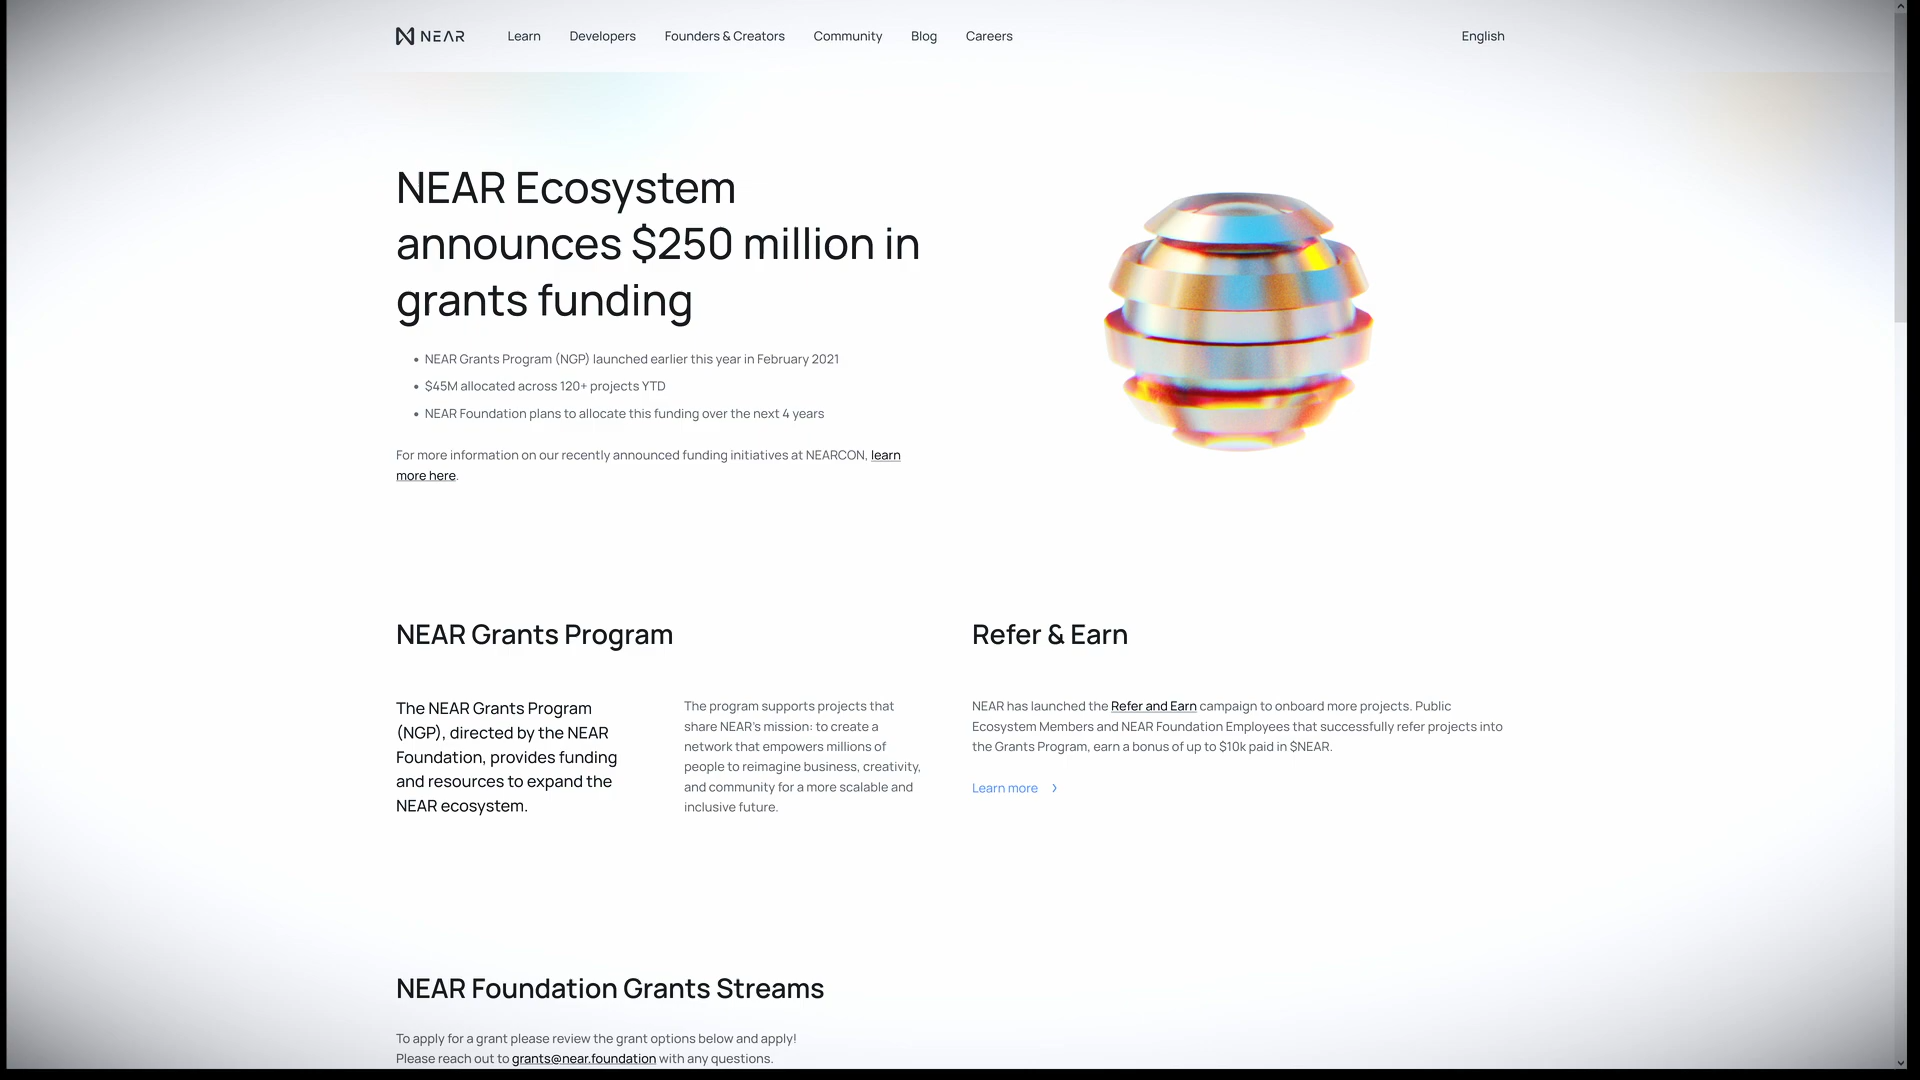 NEAR
Learn
Developers
Founders & Creators
Community
Blog
Careers
English
NEAR Ecosystem
announces $250 million in
grants funding
• NEAR Grants Program (NGP) launched earlier this year in February 2021
• $45M allocated across 120+ projects YTD
• NEAR Foundation plans to allocate this funding over the next 4 years
For more information on our recently announced funding initiatives at NEARCON, learn
more here.
NEAR Grants Program
The NEAR Grants Program
(NGP), directed by the NEAR
Foundation, provides funding
and resources to expand the
NEAR ecosystem.
The program supports projects that
share NEAR's mission: to create a
network that empowers millions of
people to reimagine business, creativity,
and community for a more scalable and
inclusive future.
Refer & Earn
NEAR has launched the Refer and Earn campaign to onboard more projects. Public
Ecosystem Members and NEAR Foundation Employees that successfully refer projects into
the Grants Program, earn a bonus of up to $10k paid in $NEAR.
Learn more
NEAR Foundation Grants Streams
To apply for a grant please review the grant options below and apply!
Please reach out to grants@near.foundation with any questions.